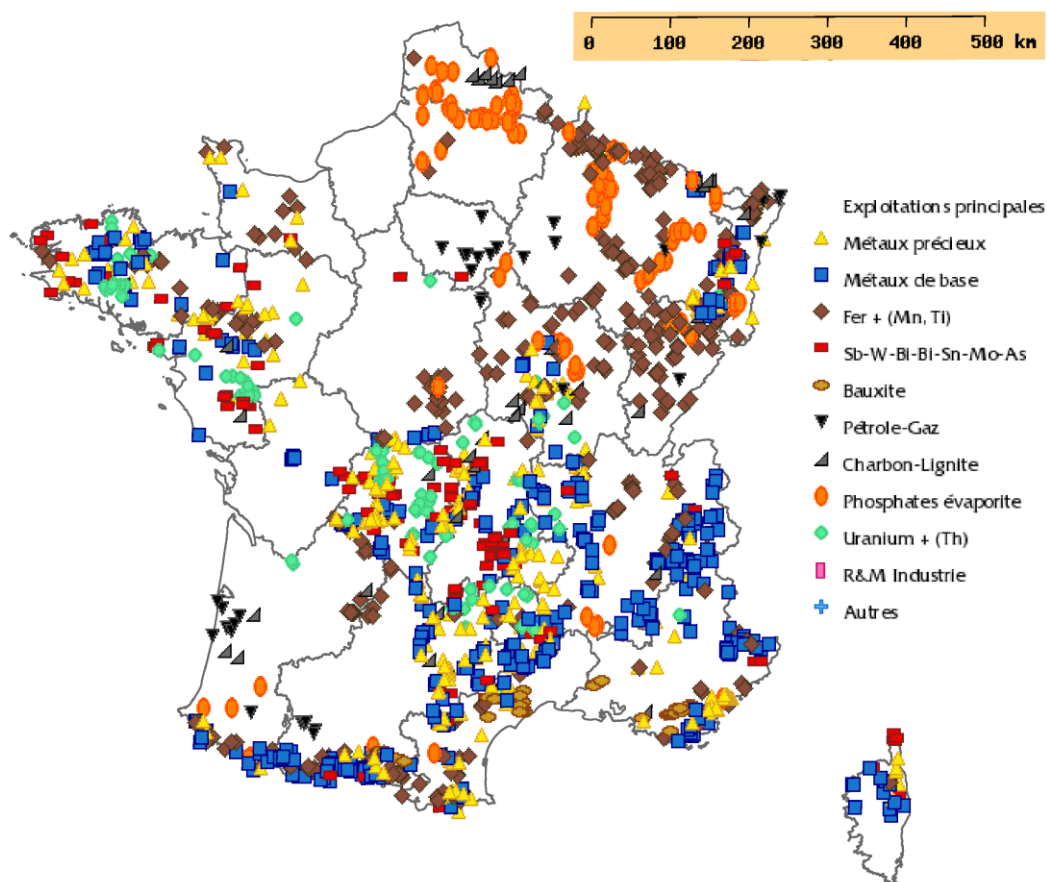 0 100 200 300 400 500 km
Exploitations principales
Métaux précieux
Métaux de base
Fer + (Mn, Ti)
Sb-W-Bi-Bi-Sn-Mo-As
Bauxite
Pétrole-Gaz
Charbon-Lignite
Phosphates évaporite
Uranium + (Th)
R&M Industrie
Autres